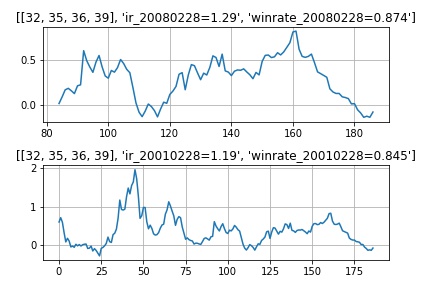 [[32, 35, 36, 39], 'ir_20080228=1.29', 'winrate_20080228=0.874']
0.5
0.0
80 100 120 140 160 180
[[32, 35, 36, 39], 'ir_20010228=1.19', 'winrate_20010228=0.845']
2
1
0
0 25 50 75 100 125 150 175